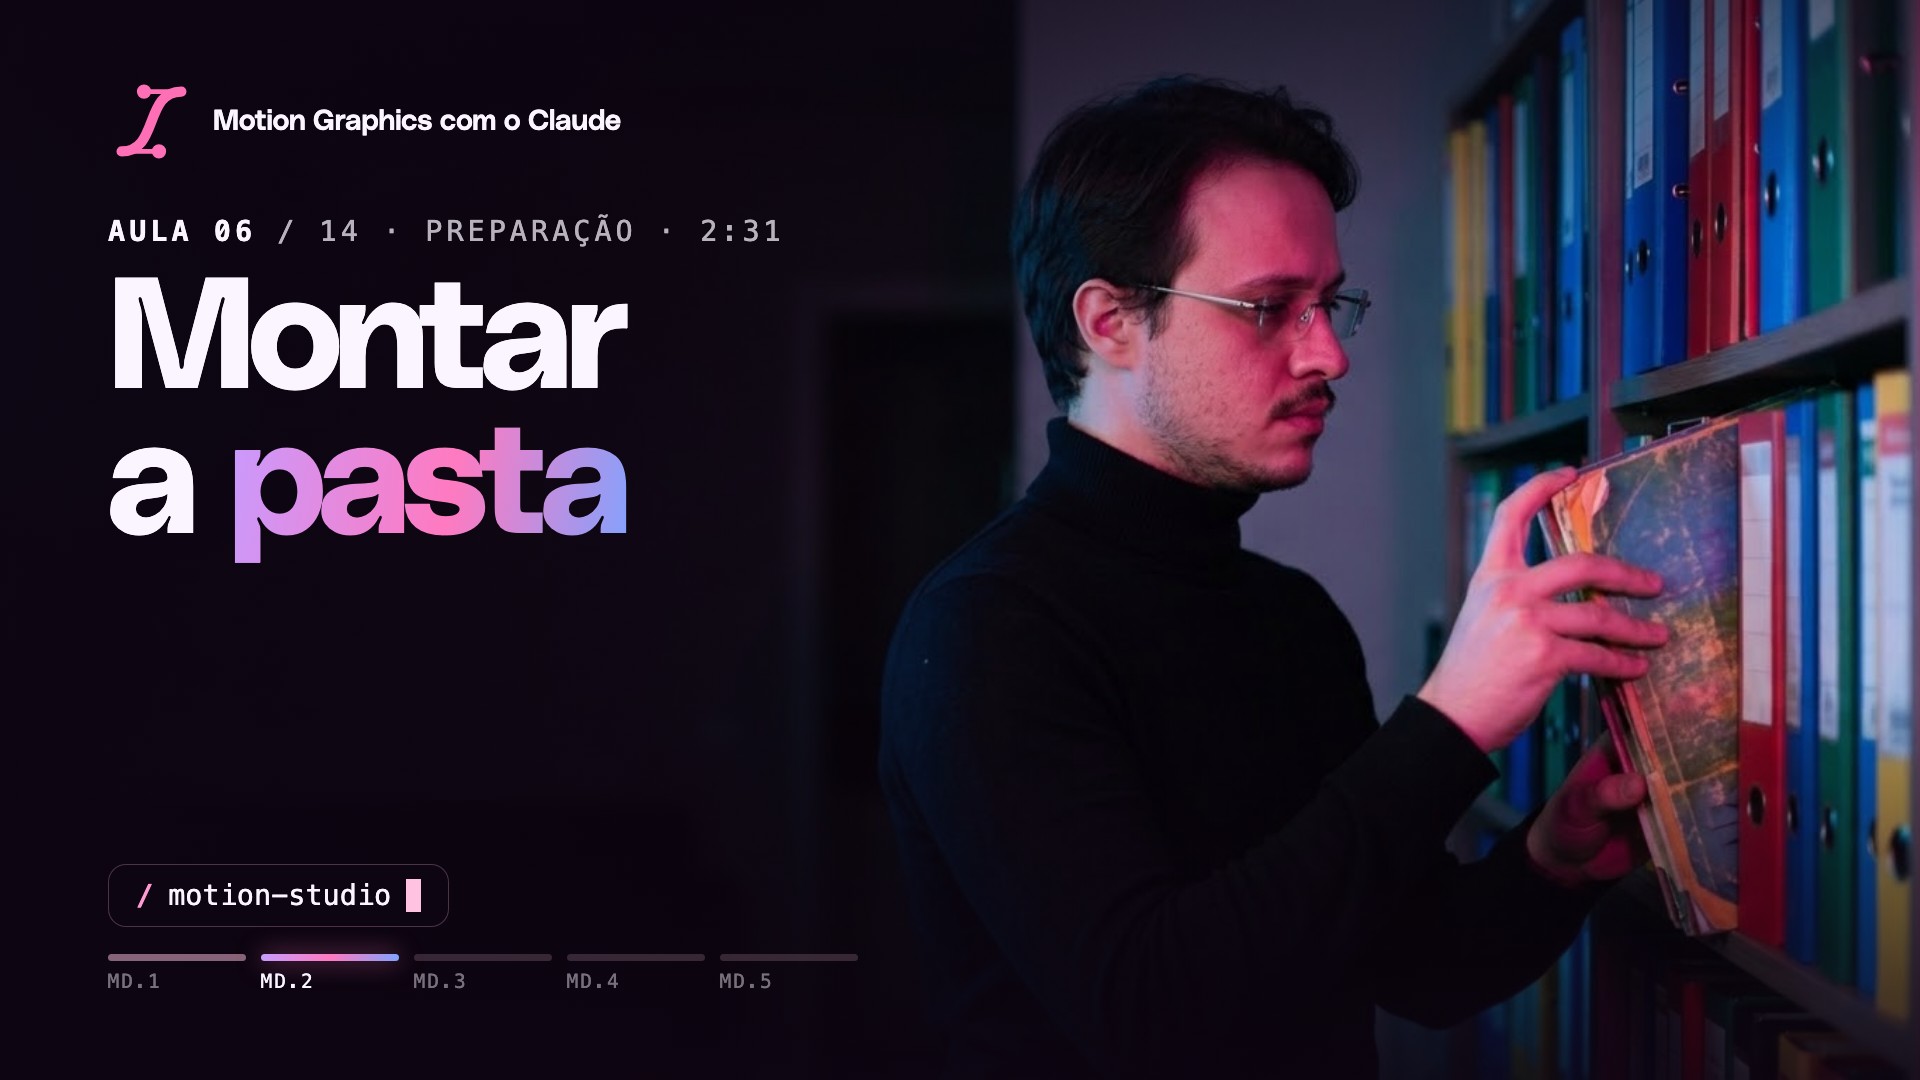 Motion Graphics com o Claude
AULA 06 / 14 · PREPARAÇÃO · 2:31
Montar
a pasta
/ motion-studio
MD.1 MD.2 MD.3 MD.4 MD.5